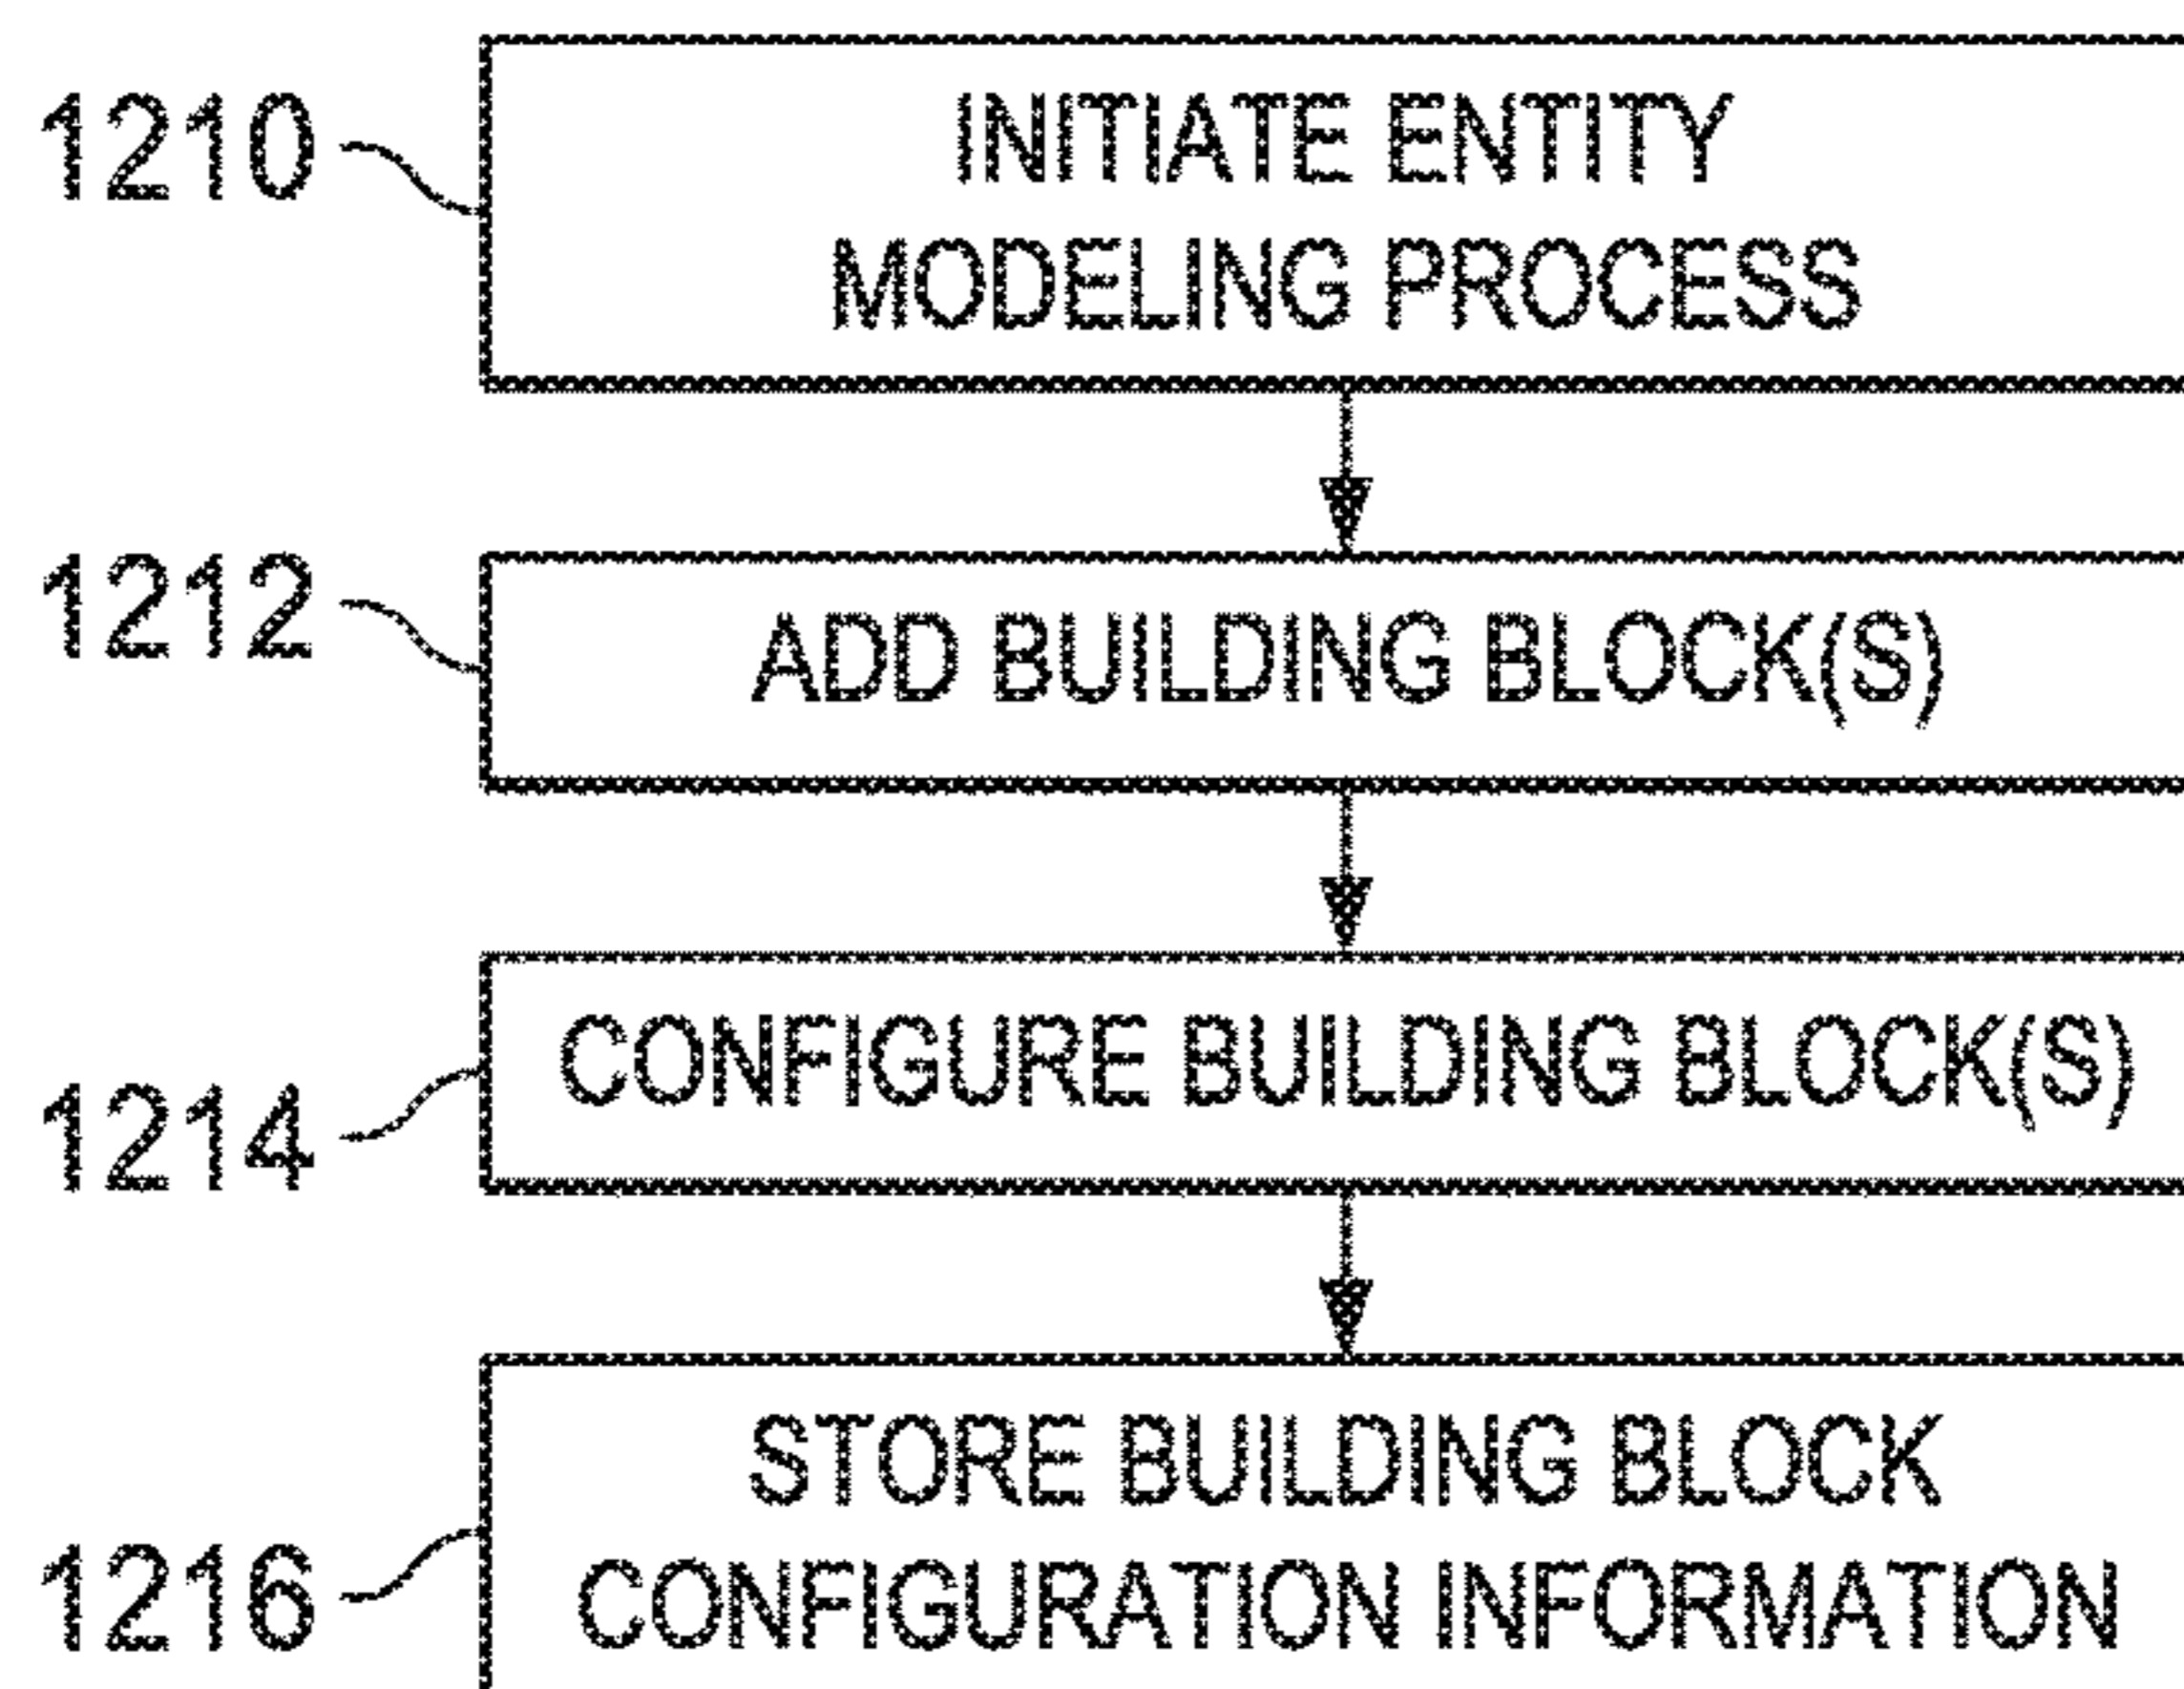 1210
INITIATE ENTITY
MODELING PROCESS
1212
ADD BUILDING BLOCK(S)
1214
CONFIGURE BUILDING BLOCK(S)
STORE BUILDING BLOCK
1216
CONFIGURATION INFORMATION